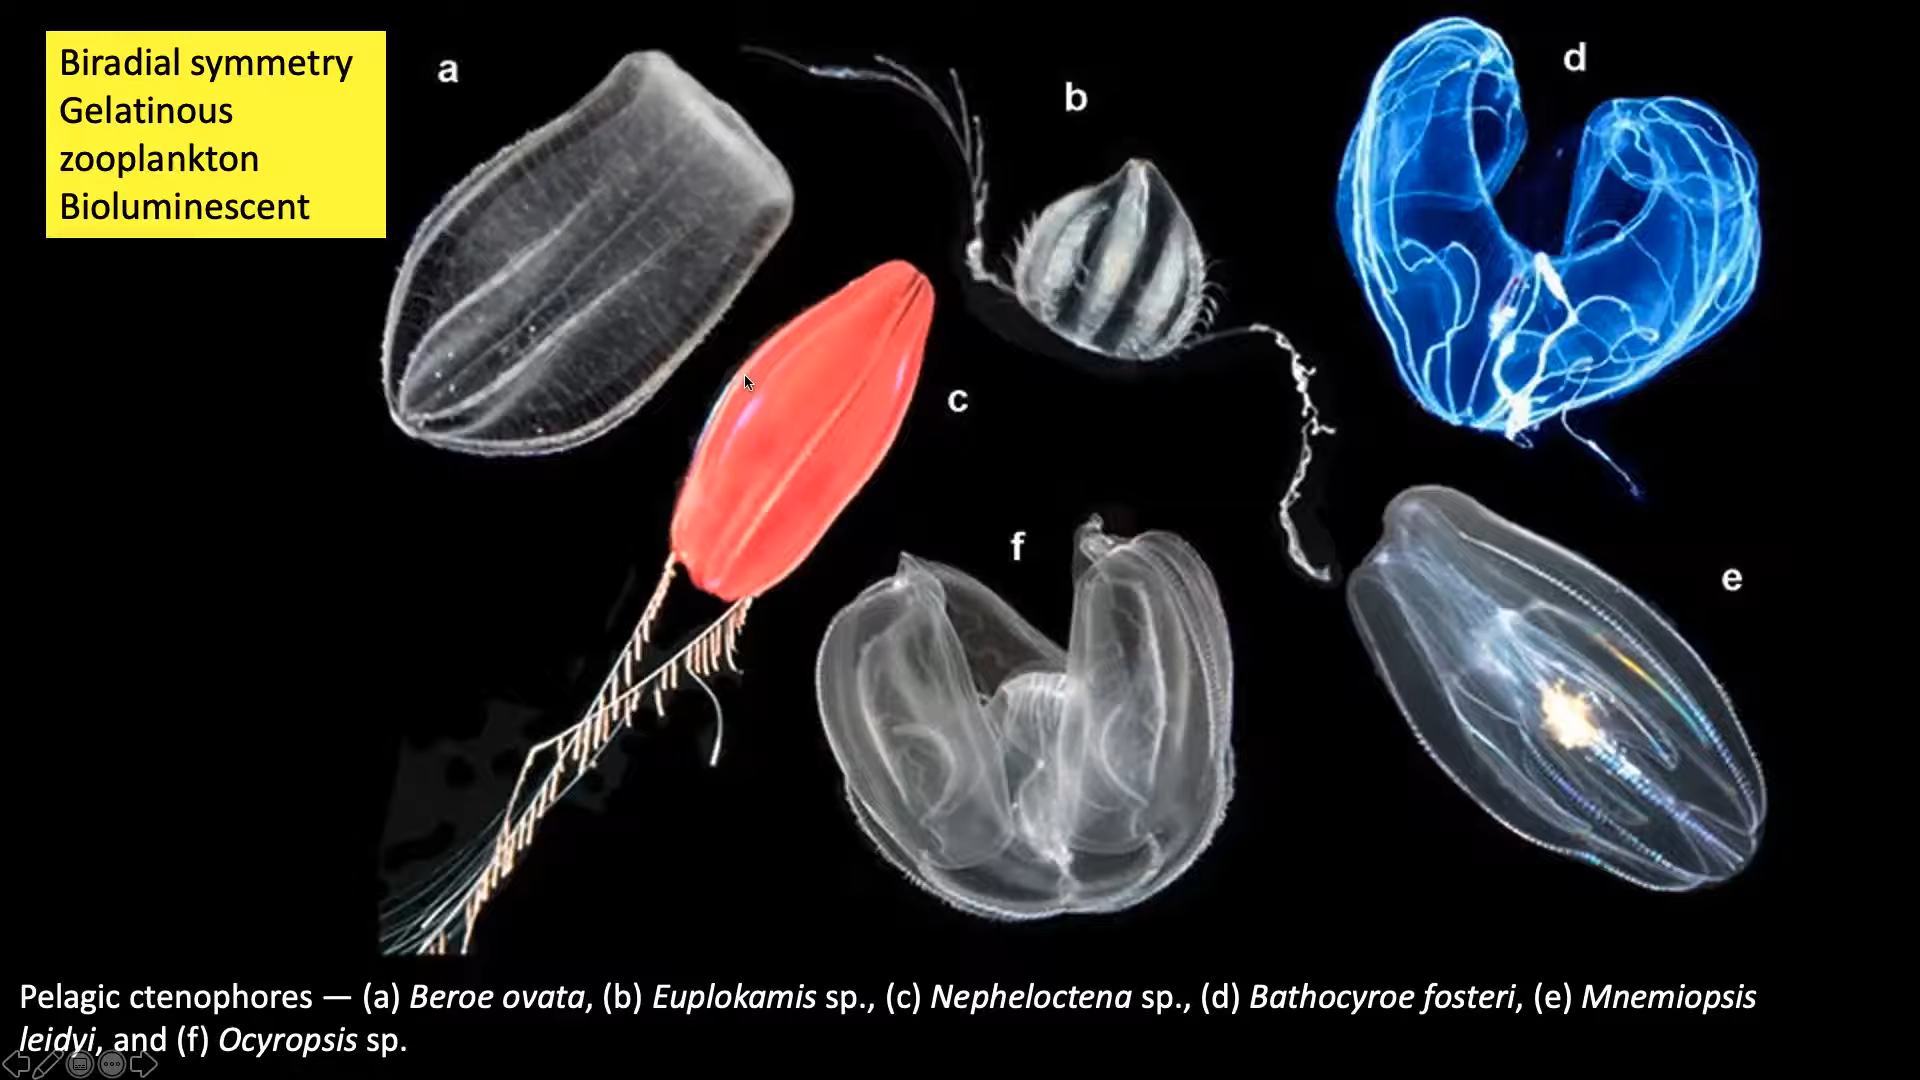 Biradial symmetry
Gelatinous
zooplankton
Bioluminescent
a
b
d
c
f
e
Pelagic ctenophores — (a) Beroe ovata, (b) Euplokamis sp., (c) Nepheloctena sp., (d) Bathocyroe fosteri, (e) Mnemiopsis
leidyi, and (f) Ocyropsis sp.